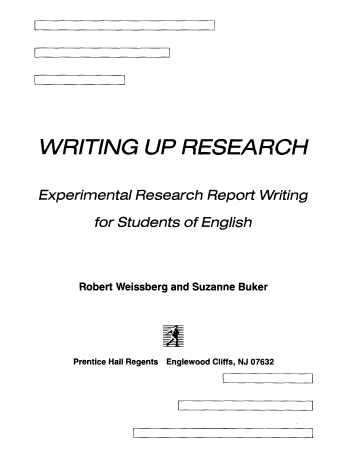 WRITING UP RESEARCH
Experimental Research Report Writing
for Students of English
Robert Weissberg and Suzanne Buker
Prentice Hall Regents Englewood Cliffs, NJ 07632